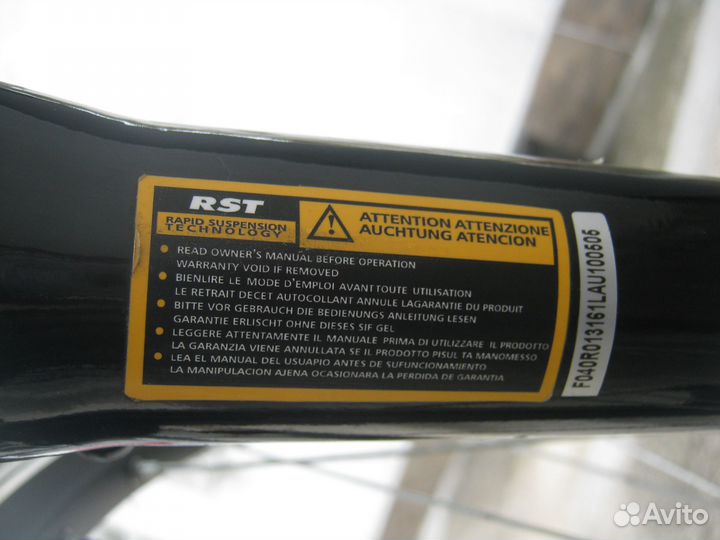 RST
RAPID SUSPENSION
TECHNOLOGY
ATTENTION ATTENZIONE
AUCHTUNG ATENCION
• READ OWNER'S MANUAL BEFORE OPERATION
WARRANTY VOID IF REMOVED
• BIENLIRE LE MODE D'EMPLOI AVANTTOUTE UTILISATION
LE RETRAIT DECET AUTOCOLLANT ANNULE LAGARANTIE DU PRODUIT
• BITTE VOR GEBRAUCH DIE BEDIENUNGS ANLEITUNG LESEN
GARANTIE ERLISCHT OHNE DIESES SIF GEL
• LEGGERE ATTENTAMENTE IL MANUALE PRIMA DI UTILIZZARE IL PRODOTTO
LA GARANZIA VIENE ANNULLATA SE IL PRODOTTO PISUL TA MANOMESSO
• LEA EL MANUAL DEL USUAPIO ANTES DE SUFUNCIONAMIENTO
LA MANIPULACION AJENA OCASIONARA LA PERDIDA DE GARANTIA
F040R013161LAU100505
Avito